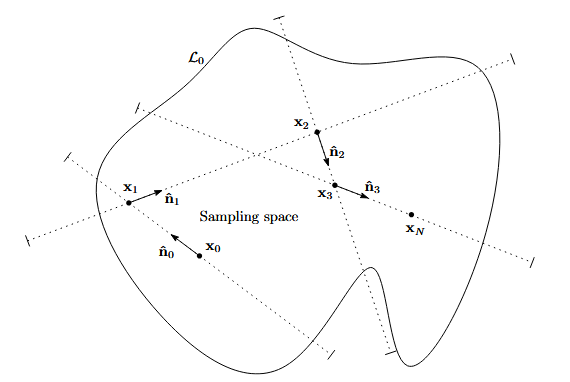 𝓛₀
x₂
n̂₂
x₁
n̂₁
x₃
n̂₃
Sampling space
x_N
n̂₀
x₀